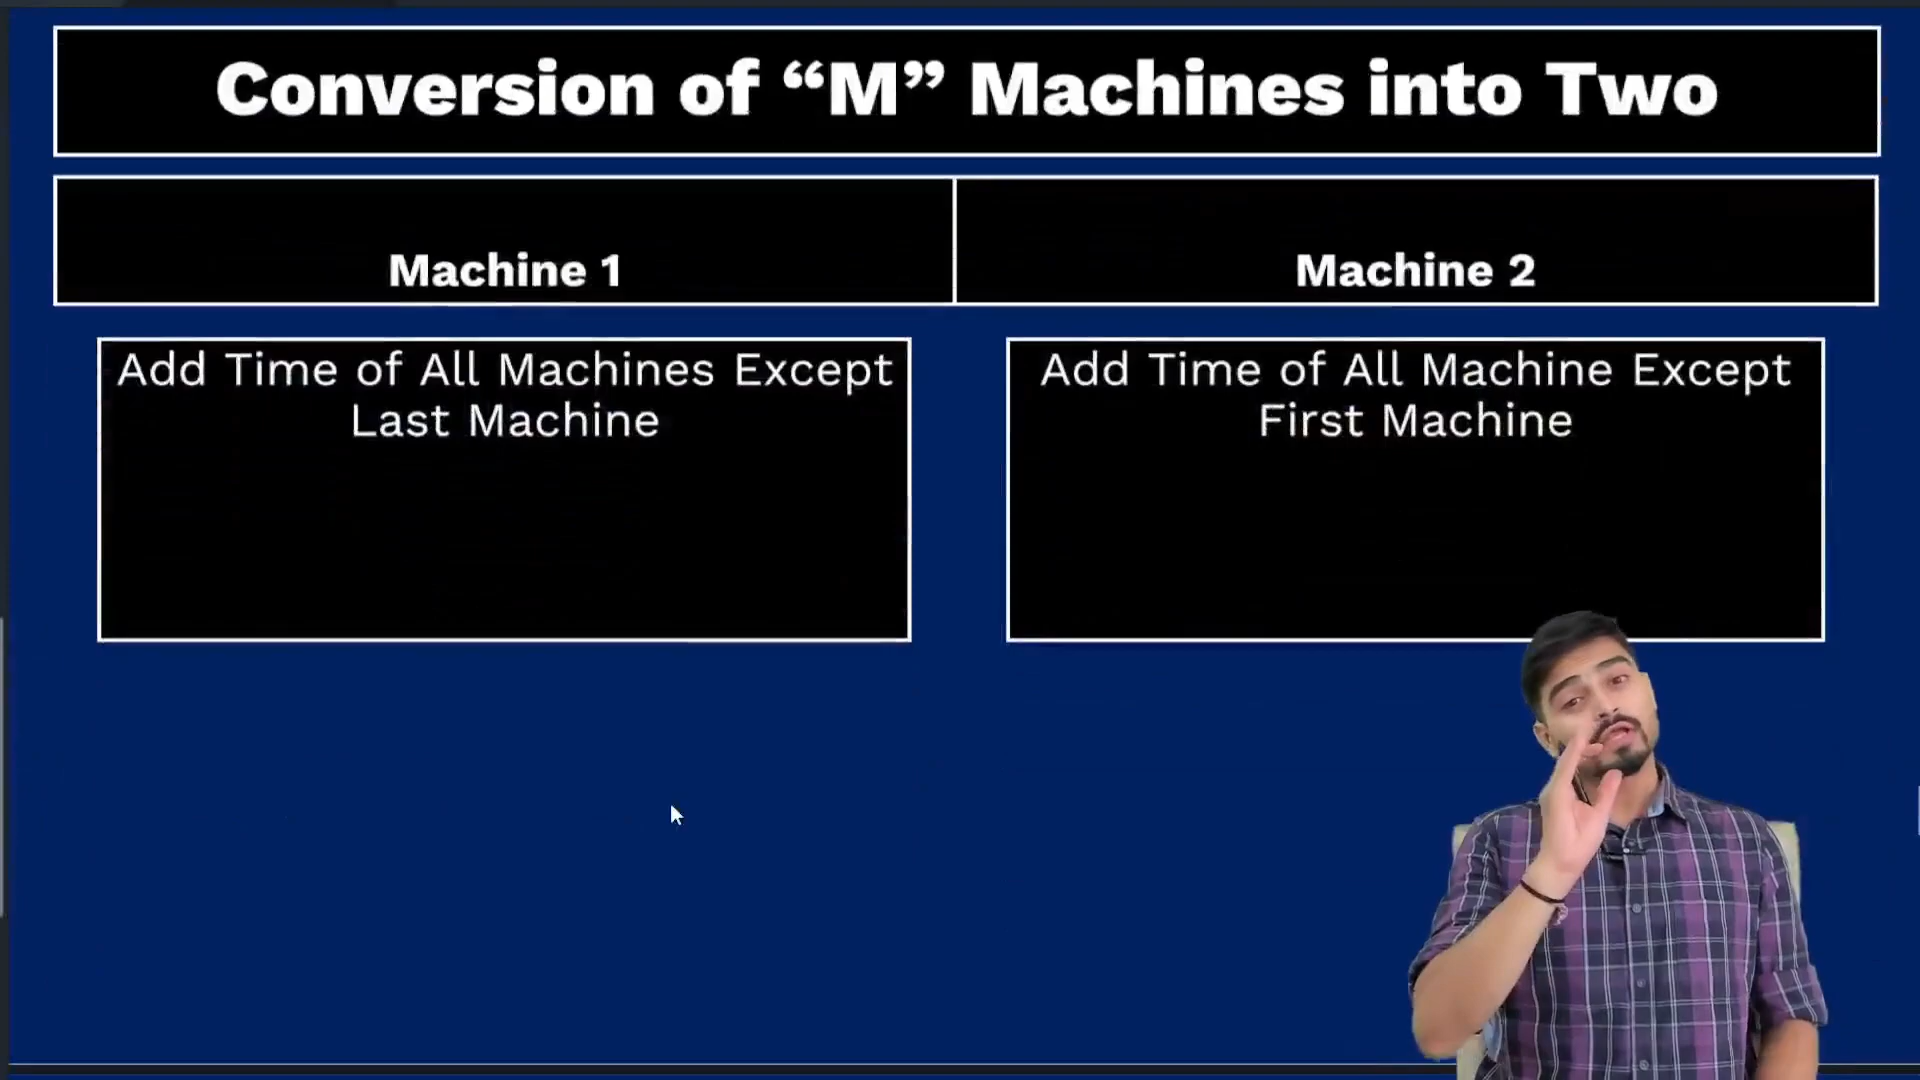 Conversion of “M” Machines into Two
Machine 1
Machine 2
Add Time of All Machines Except
Last Machine
Add Time of All Machine Except
First Machine